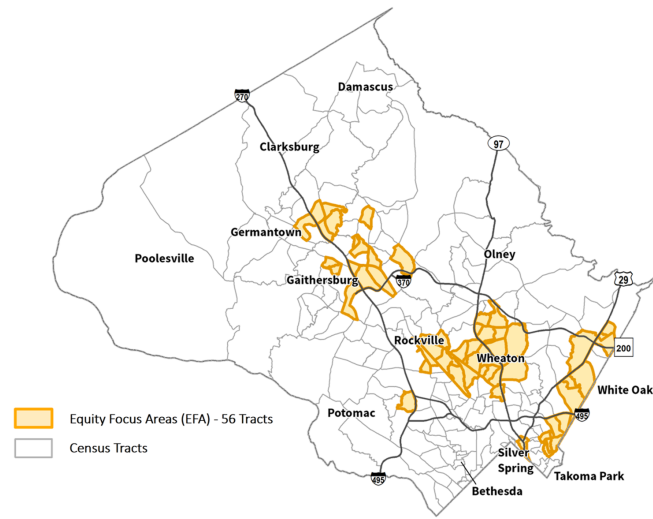 Damascus
270
Clarksburg
97
Germantown
Olney
Poolesville
29
Gaithersburg
370
Rockville
200
Wheaton
White Oak
Equity Focus Areas (EFA) - 56 Tracts
Potomac
495
Census Tracts
Silver
Spring
Takoma Park
495
Bethesda